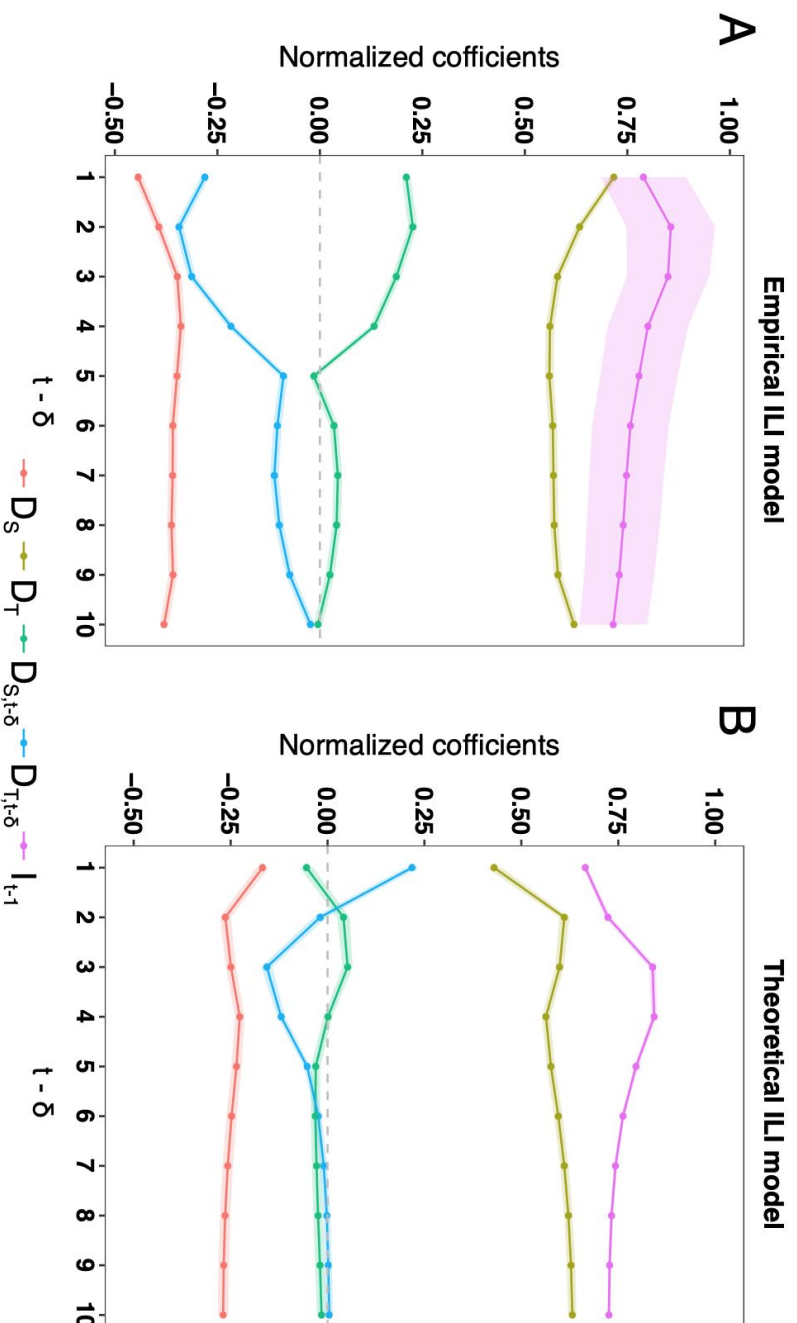 A
Empirical ILI model
Normalized cofficients
1.00
0.75
0.50
0.25
0.00
−0.25
−0.50
1 2 3 4 5 6 7 8 9 10
t - δ
B
Theoretical ILI model
Normalized cofficients
1.00
0.75
0.50
0.25
0.00
−0.25
−0.50
1 2 3 4 5 6 7 8 9 10
t - δ
D_S D_T D_S,t-δ D_T,t-δ I_t-1